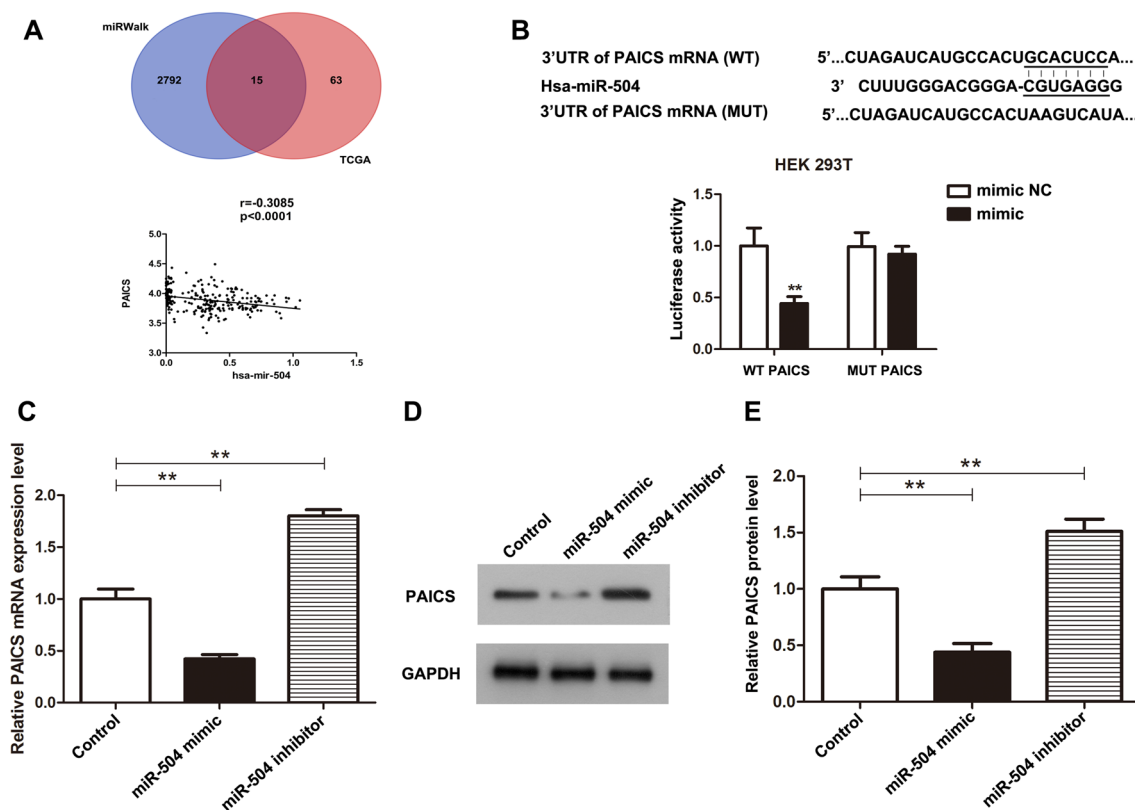 A
miRWalk
2792
15
63
TCGA
r=-0.3085
p<0.0001
PAICS
5.0
4.5
4.0
3.5
3.0
0.0
0.5
1.0
1.5
hsa-mir-504
B
3'UTR of PAICS mRNA (WT) 5'...CUAGAUCAUGCCACUGCACUCCA...
Hsa-miR-504 3' CUUUGGGACGGGA-CGUGAGGG
3'UTR of PAICS mRNA (MUT) 5'...CUAGAUCAUGCCACUAAGUCAUA...
HEK 293T
mimic NC
mimic
Luciferase activity
1.5
1.0
0.5
0.0
**
WT PAICS
MUT PAICS
C
Relative PAICS mRNA expression level
2.0
1.5
1.0
0.5
0.0
**
**
Control
miR-504 mimic
miR-504 inhibitor
D
Control
miR-504 mimic
miR-504 inhibitor
PAICS
GAPDH
E
Relative PAICS protein level
2.0
1.5
1.0
0.5
0.0
**
**
Control
miR-504 mimic
miR-504 inhibitor